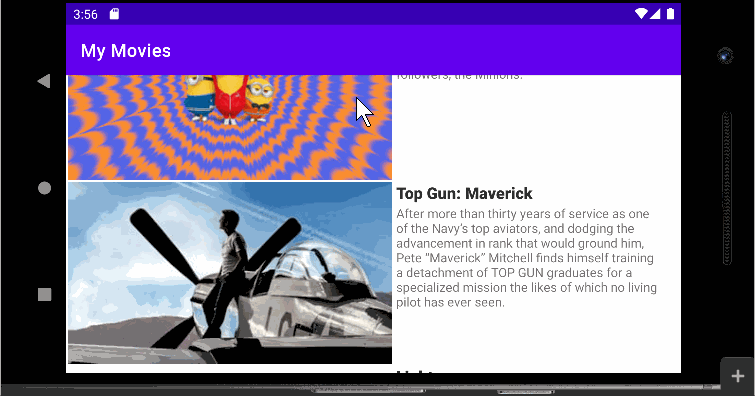 3:56
My Movies
followers, the Minions.
Top Gun: Maverick
After more than thirty years of service as one
of the Navy's top aviators, and dodging the
advancement in rank that would ground him,
Pete “Maverick” Mitchell finds himself training
a detachment of TOP GUN graduates for a
specialized mission the likes of which no living
pilot has ever seen.